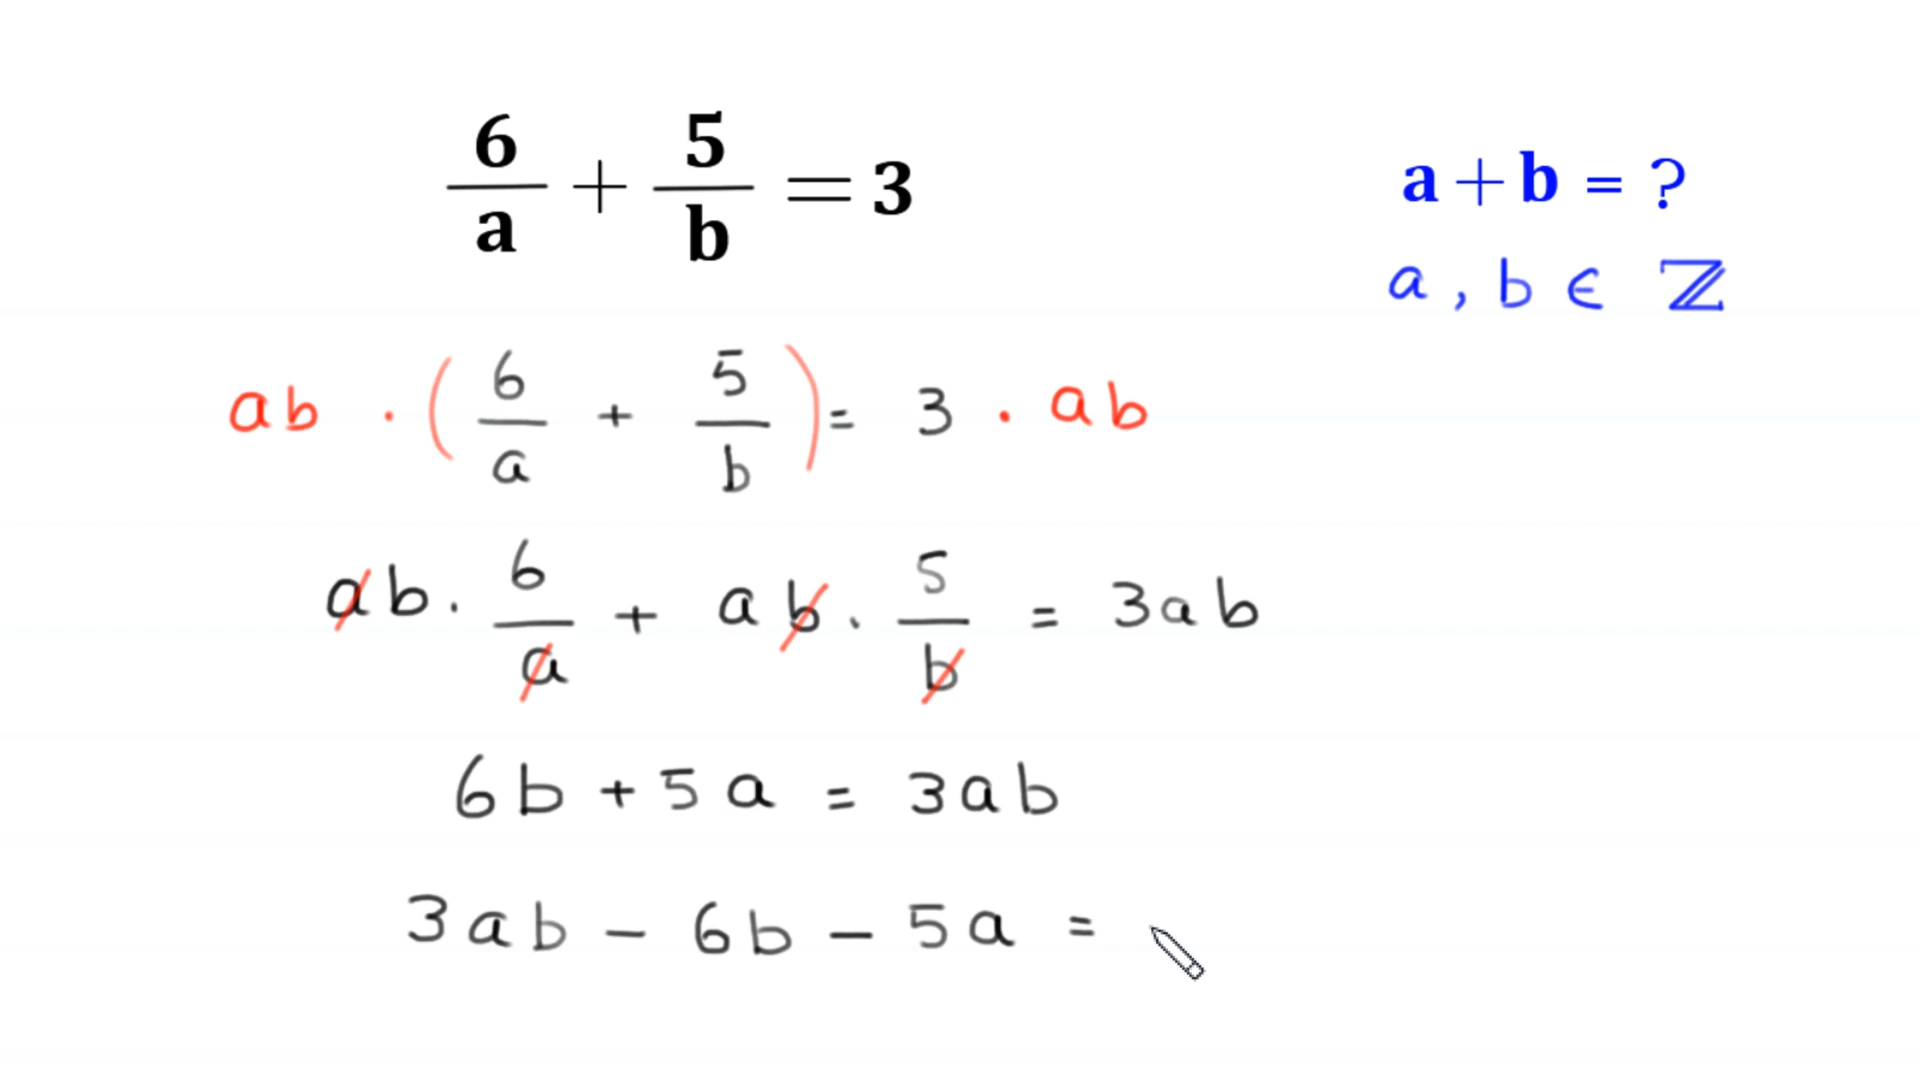 6/a + 5/b = 3
a + b = ?
a, b ∈ ℤ
ab · (6/a + 5/b) = 3 · ab
ab · 6/a + ab · 5/b = 3ab
6b + 5a = 3ab
3ab - 6b - 5a =